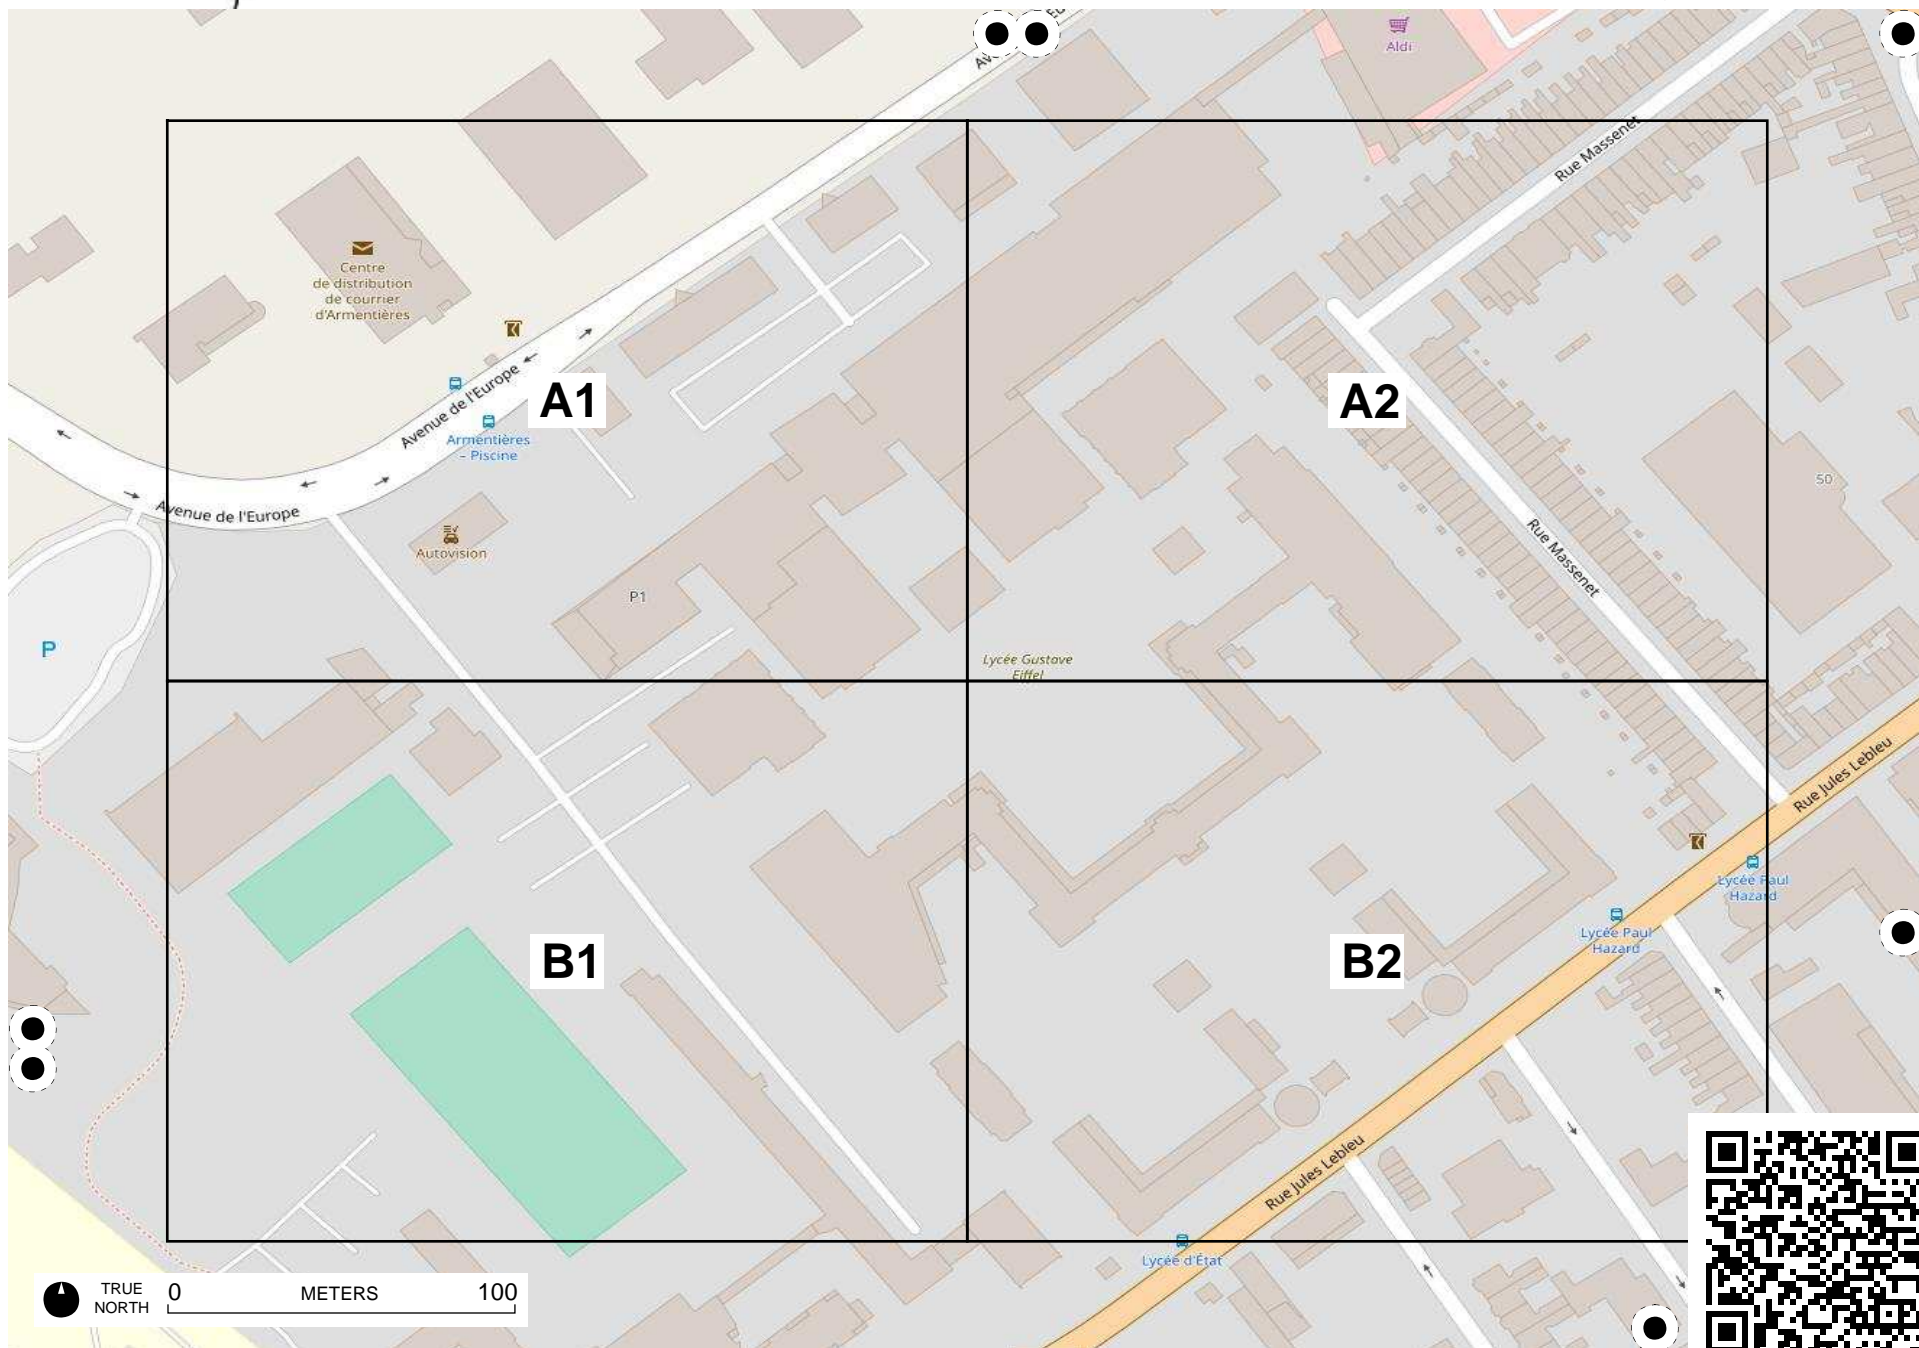 Aldi
Rue Massenet
Centre
de distribution
de courrier
d'Armentières
Avenue de l'Europe
A1
A2
Armentières
– Piscine
50
Avenue de l'Europe
Autovision
Rue Massenet
P1
P
Lycée Gustave
Eiffel
Rue Jules Lebleu
Lycée Paul
Hazard
Lycée Paul
Hazard
B1
B2
Rue Jules Lebleu
Lycée d'État
TRUE
NORTH
0 METERS 100